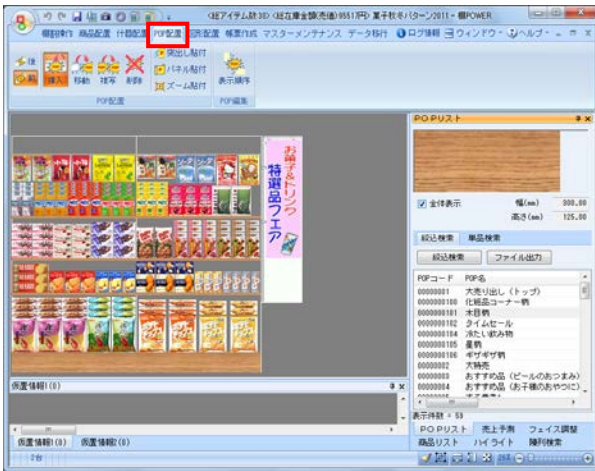 <総アイテム数:30> <総在庫金額(売価):9551.7円> 菓子秋冬パターン2011 - 棚POWER
棚割操作 商品配置 什器配置 POP配置 図形配置 帳票作成 マスターメンテナンス データ移行 ログ情報 ウィンドウ ヘルプ
後 前 挿入 移動 複写 削除
突出し貼付
パネル貼付
ズーム貼付
表示順序
POP配置 POP編集
お菓子&ドリンク
特選品フェア
POPリスト
全体表示 幅(mm) 900.00
高さ(mm) 125.00
絞込検索 単品検索
絞込検索 ファイル出力
POPコード POP名
00000001 大売り出し (トップ)
0000000100 化粧品コーナー柄
0000000101 木目柄
0000000102 タイムセール
0000000104 冷たい飲み物
0000000105 星柄
0000000106 ギザギザ柄
00000002 大特売
00000003 おすすめ品 (ビールのおつまみ)
00000004 おすすめ品 (お子様のおやつに)
表示件数 = 59
仮置情報1(0)
仮置情報1(0) 仮置情報2(0)
POPリスト 売上予測 フェイス調整
商品リスト ハイライト 陳列検索
2台 26%